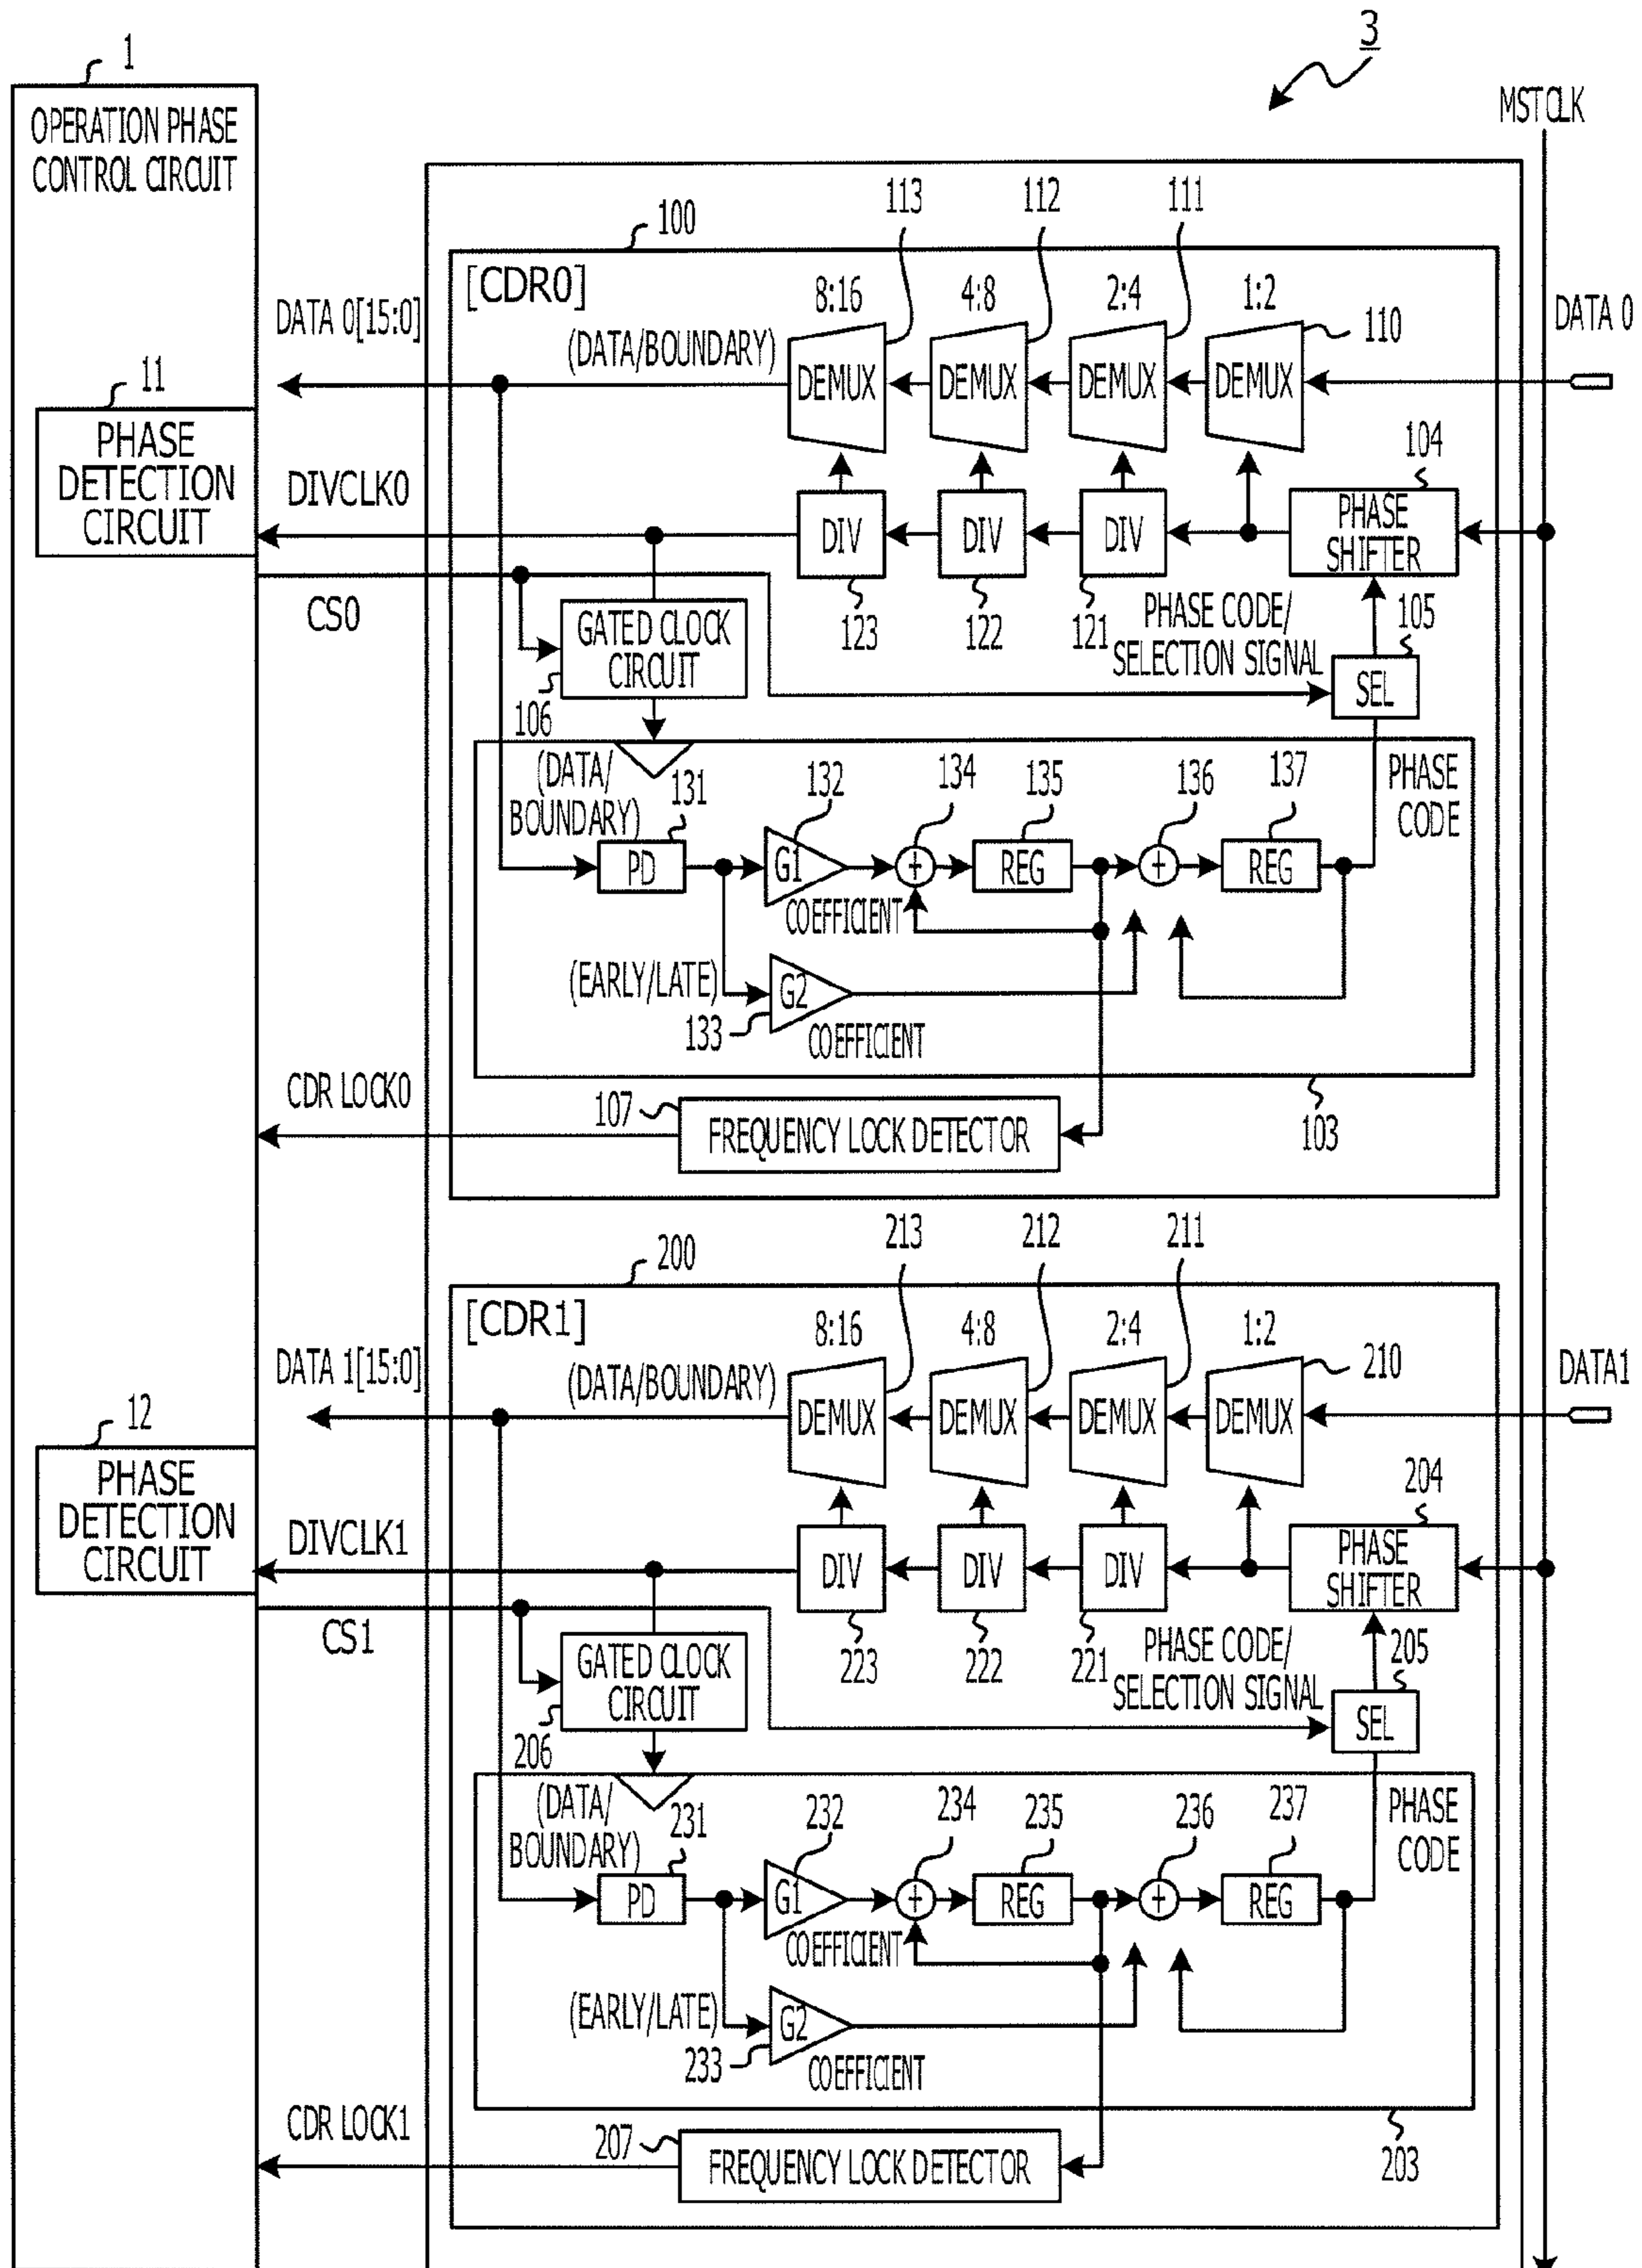 3
1
OPERATION PHASE
CONTROL CIRCUIT
MSTCLK
100
113
112
111
[CDR0]
8:16
4:8
2:4
1:2
110
DATA 0[15:0]
(DATA/BOUNDARY)
DEMUX
DEMUX
DEMUX
DEMUX
DATA 0
11
PHASE
DETECTION
CIRCUIT
104
DIVCLK0
DIV
DIV
DIV
PHASE
SHIFTER
123
122
121
CS0
GATED CLOCK
CIRCUIT
106
PHASE CODE/
SELECTION SIGNAL
105
SEL
(DATA/
BOUNDARY)
131
132
134
135
136
137
PHASE
CODE
PD
G1
+
REG
+
REG
COEFFICIENT
(EARLY/LATE)
G2
133
COEFFICIENT
CDR LOCK0
107
FREQUENCY LOCK DETECTOR
103
200
213
212
211
[CDR1]
8:16
4:8
2:4
1:2
210
DATA 1[15:0]
(DATA/BOUNDARY)
DEMUX
DEMUX
DEMUX
DEMUX
DATA1
12
PHASE
DETECTION
CIRCUIT
204
DIVCLK1
DIV
DIV
DIV
PHASE
SHIFTER
223
222
221
CS1
GATED CLOCK
CIRCUIT
206
PHASE CODE/
SELECTION SIGNAL
205
SEL
(DATA/
BOUNDARY)
231
232
234
235
236
237
PHASE
CODE
PD
G1
+
REG
+
REG
COEFFICIENT
(EARLY/LATE)
G2
233
COEFFICIENT
CDR LOCK1
207
FREQUENCY LOCK DETECTOR
203